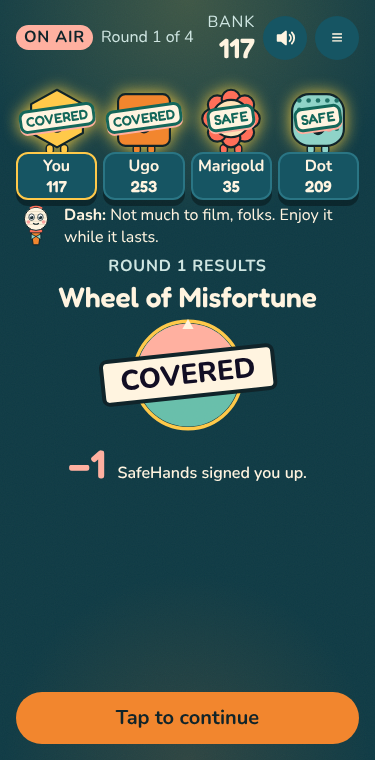 ON AIR
Round 1 of 4
BANK
117
COVERED
COVERED
SAFE
SAFE
You
117
Ugo
253
Marigold
35
Dot
209
Dash: Not much to film, folks. Enjoy it
while it lasts.
ROUND 1 RESULTS
Wheel of Misfortune
COVERED
−1 SafeHands signed you up.
Tap to continue